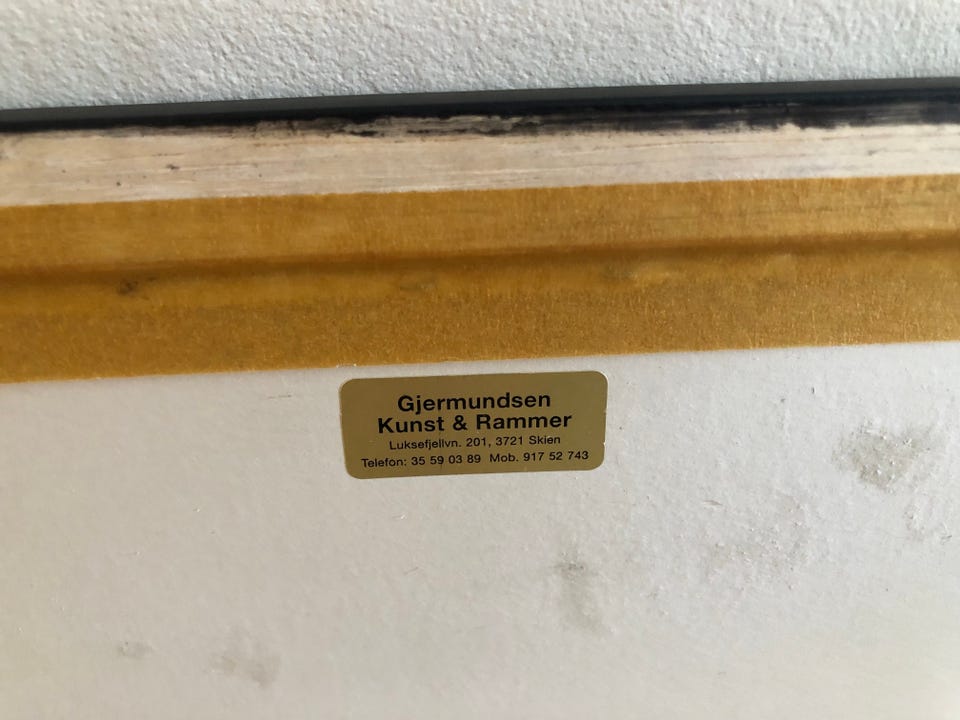 Gjermundsen
Kunst & Rammer
Luksefjellvn. 201, 3721 Skien
Telefon: 35 59 03 89 Mob. 917 52 743